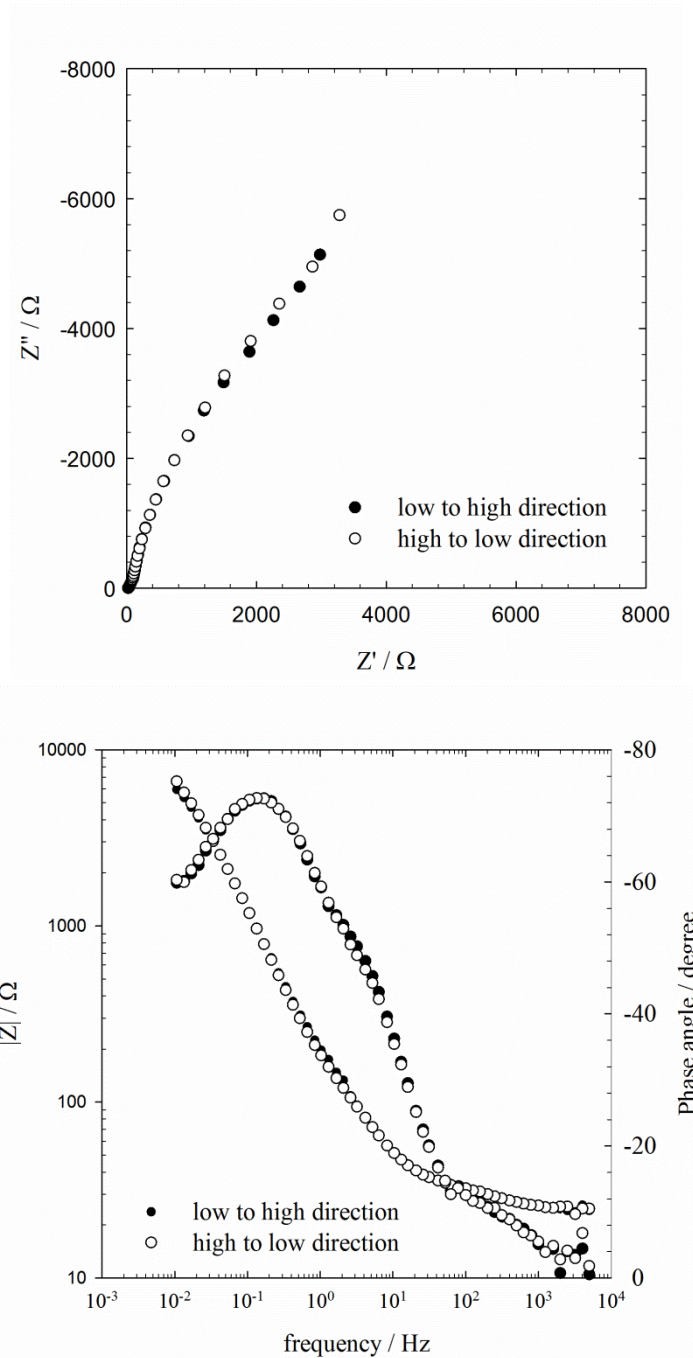 -8000
-6000
-4000
-2000
0
Z" / Ω
low to high direction
high to low direction
0 2000 4000 6000 8000
Z' / Ω
10000 -80
1000 -60
-40
100 -20
10 0
|Z| / Ω
Phase angle / degree
low to high direction
high to low direction
10-3 10-2 10-1 100 101 102 103 104
frequency / Hz